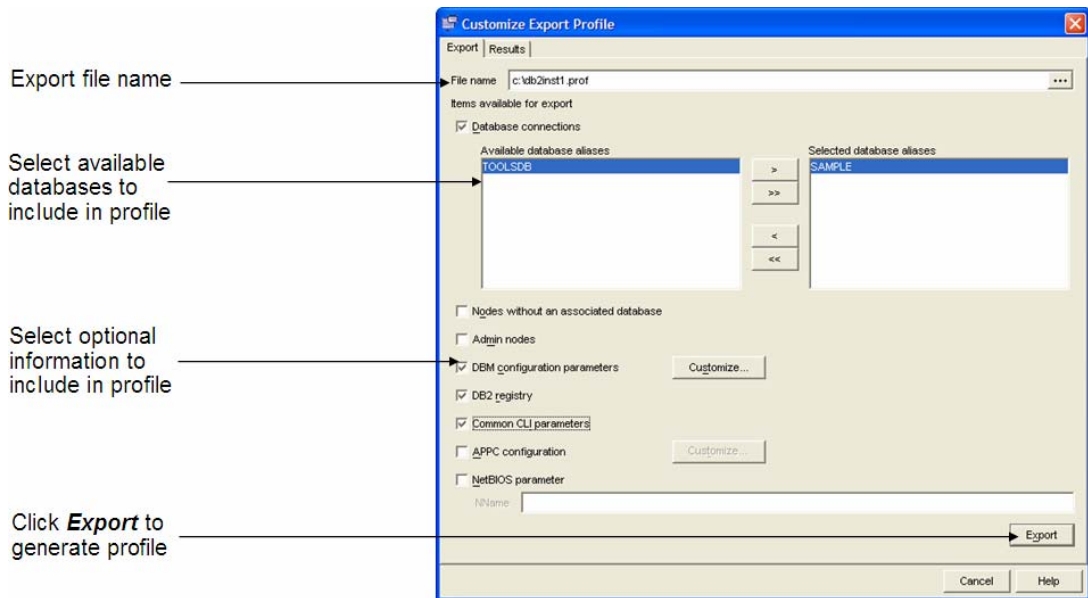 Customize Export Profile
Export
Results
Export file name
File name
c:\db2inst1.prof
...
Items available for export
Database connections
Select available
databases to
include in profile
Available database aliases
Selected database aliases
TOOLSDB
SAMPLE
>
>>
<
<<
Nodes without an associated database
Admin nodes
Select optional
information to
include in profile
DBM configuration parameters
Customize...
DB2 registry
Common CLI parameters
APPC configuration
Customize...
NetBIOS parameter
NName
Click Export to
generate profile
Export
Cancel
Help